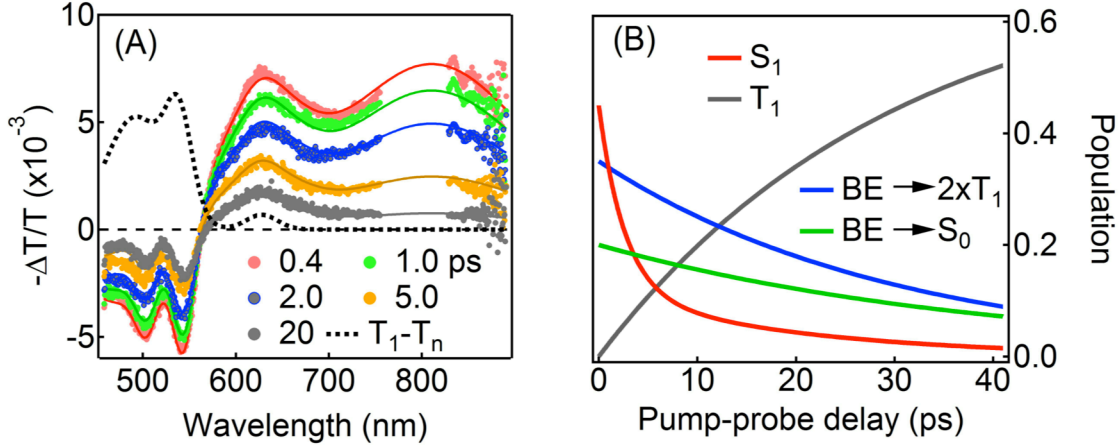 (A)
10
5
0
-5
-ΔT/T (x10⁻³)
0.4
1.0 ps
2.0
5.0
20
T₁-Tₙ
500
600
700
800
Wavelength (nm)
(B)
S₁
T₁
BE → 2xT₁
BE → S₀
0.6
0.4
0.2
0.0
Population
0
10
20
30
40
Pump-probe delay (ps)